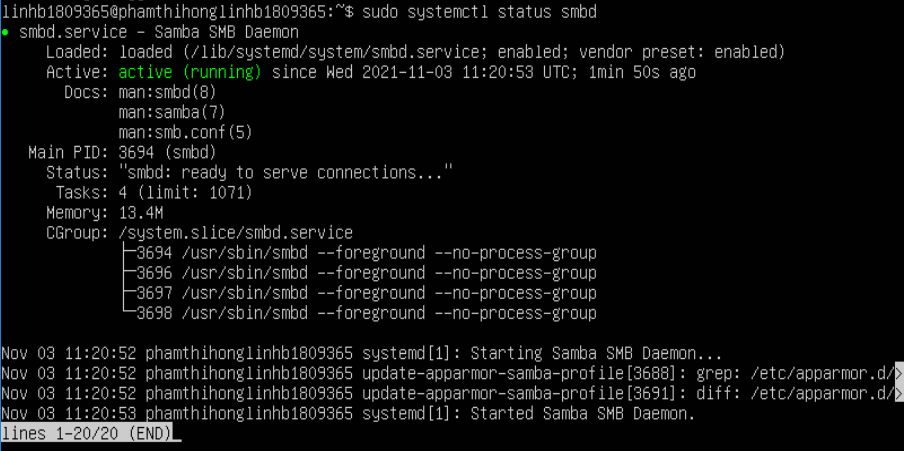 linhb1809365@phamthihonglinhb1809365:~$ sudo systemctl status smbd
● smbd.service - Samba SMB Daemon
     Loaded: loaded (/lib/systemd/system/smbd.service; enabled; vendor preset: enabled)
     Active: active (running) since Wed 2021-11-03 11:20:53 UTC; 1min 50s ago
       Docs: man:smbd(8)
             man:samba(7)
             man:smb.conf(5)
   Main PID: 3694 (smbd)
     Status: "smbd: ready to serve connections..."
      Tasks: 4 (limit: 1071)
     Memory: 13.4M
     CGroup: /system.slice/smbd.service
             ├─3694 /usr/sbin/smbd --foreground --no-process-group
             ├─3696 /usr/sbin/smbd --foreground --no-process-group
             ├─3697 /usr/sbin/smbd --foreground --no-process-group
             └─3698 /usr/sbin/smbd --foreground --no-process-group
Nov 03 11:20:52 phamthihonglinhb1809365 systemd[1]: Starting Samba SMB Daemon...
Nov 03 11:20:52 phamthihonglinhb1809365 update-apparmor-samba-profile[3688]: grep: /etc/apparmor.d/>
Nov 03 11:20:52 phamthihonglinhb1809365 update-apparmor-samba-profile[3691]: diff: /etc/apparmor.d/>
Nov 03 11:20:53 phamthihonglinhb1809365 systemd[1]: Started Samba SMB Daemon.
lines 1-20/20 (END)